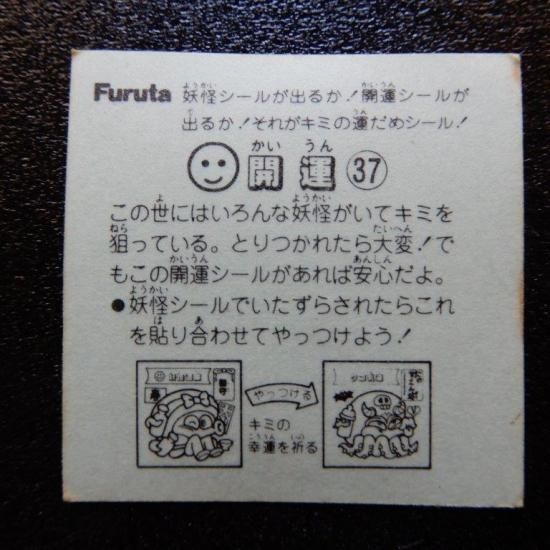 Furuta 妖怪シールが出るか!開運シールが
出るか!それがキミの運だめシール!
開運 37
この世にはいろんな妖怪がいてキミを
狙っている。とりつかれたら大変!で
もこの開運シールがあれば安心だよ。
●妖怪シールでいたずらされたらこれ
を貼り合わせてやっつけよう!
やっつける
キミの
幸運を祈る